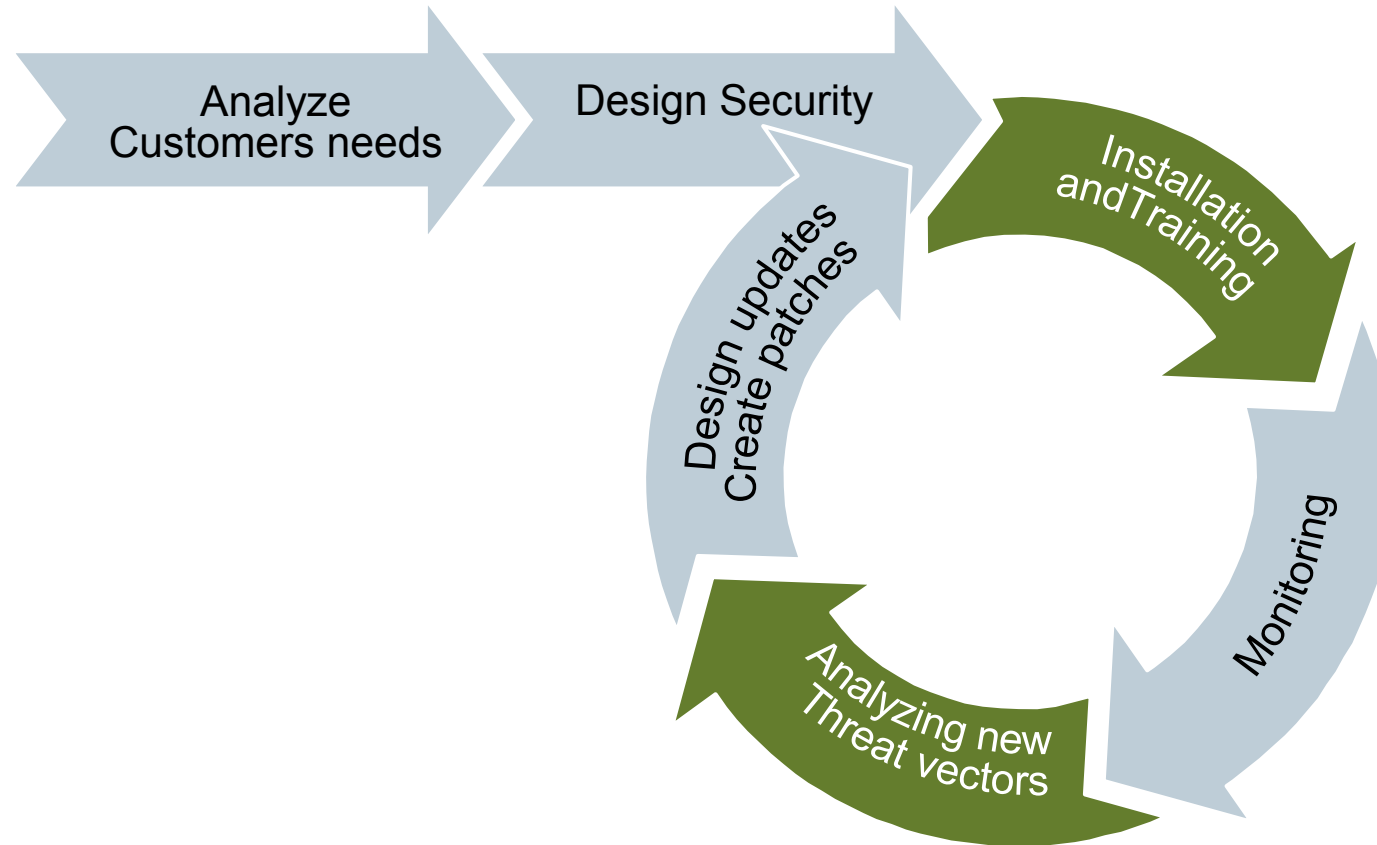 Analyze
Customers needs
Design Security
Installation
andTraining
Monitoring
Analyzing new
Threat vectors
Design updates
Create patches